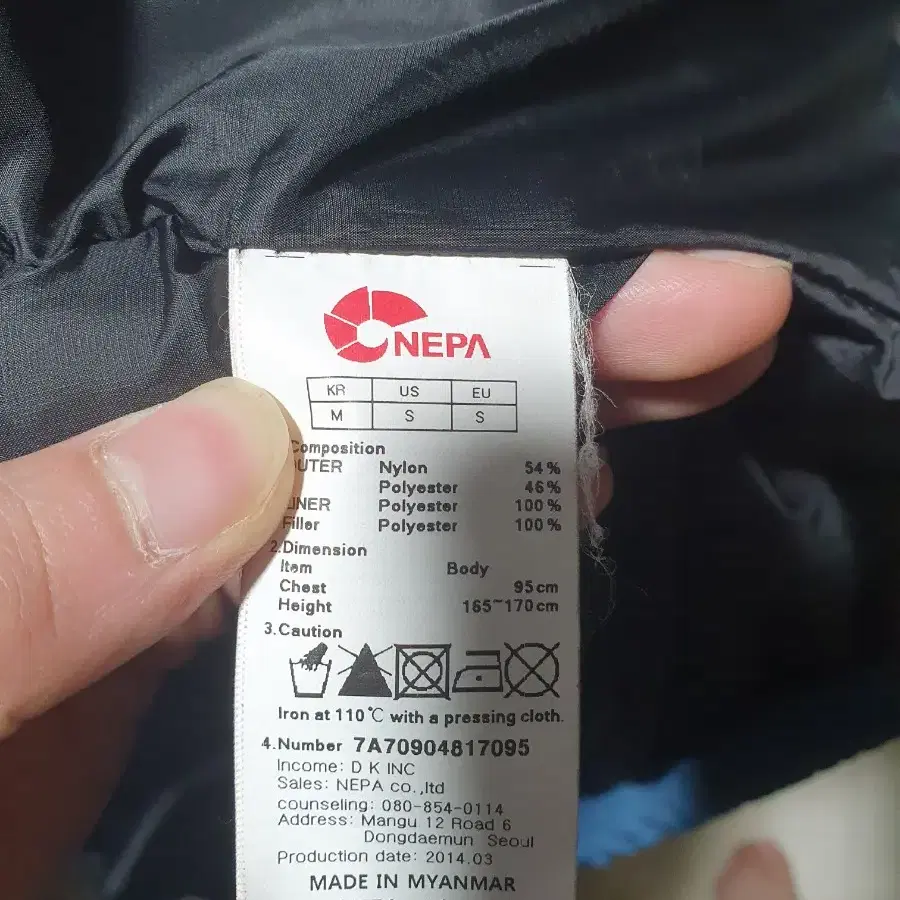 NEPA
KR US EU
M S S
Composition
OUTER Nylon 54%
Polyester 46%
LINER Polyester 100%
Filler Polyester 100%
2.Dimension
Item Body
Chest 95cm
Height 165~170cm
3.Caution
Iron at 110℃ with a pressing cloth.
4.Number 7A70904817095
Income: D K INC
Sales: NEPA co.,ltd
counseling: 080-854-0114
Address: Mangu 12 Road 6
Dongdaemun Seoul
Production date: 2014.03
MADE IN MYANMAR